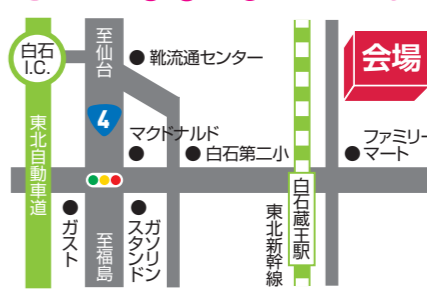 白石
I.C.
至仙台
靴流通センター
会場
4
マクドナルド
白石第二小
ファミリー
マート
東北自動車道
ガスト
至福島
ガソリン
スタンド
白石蔵王駅
東北新幹線